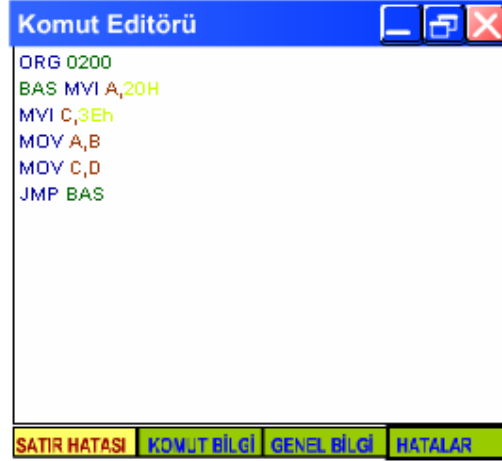 Komut Editörü
ORG 0200
BAS MVI A,20H
MVI C,3Eh
MOV A,B
MOV C,D
JMP BAS
SATIR HATASI KOMUT BİLGİ GENEL BİLGİ HATALAR